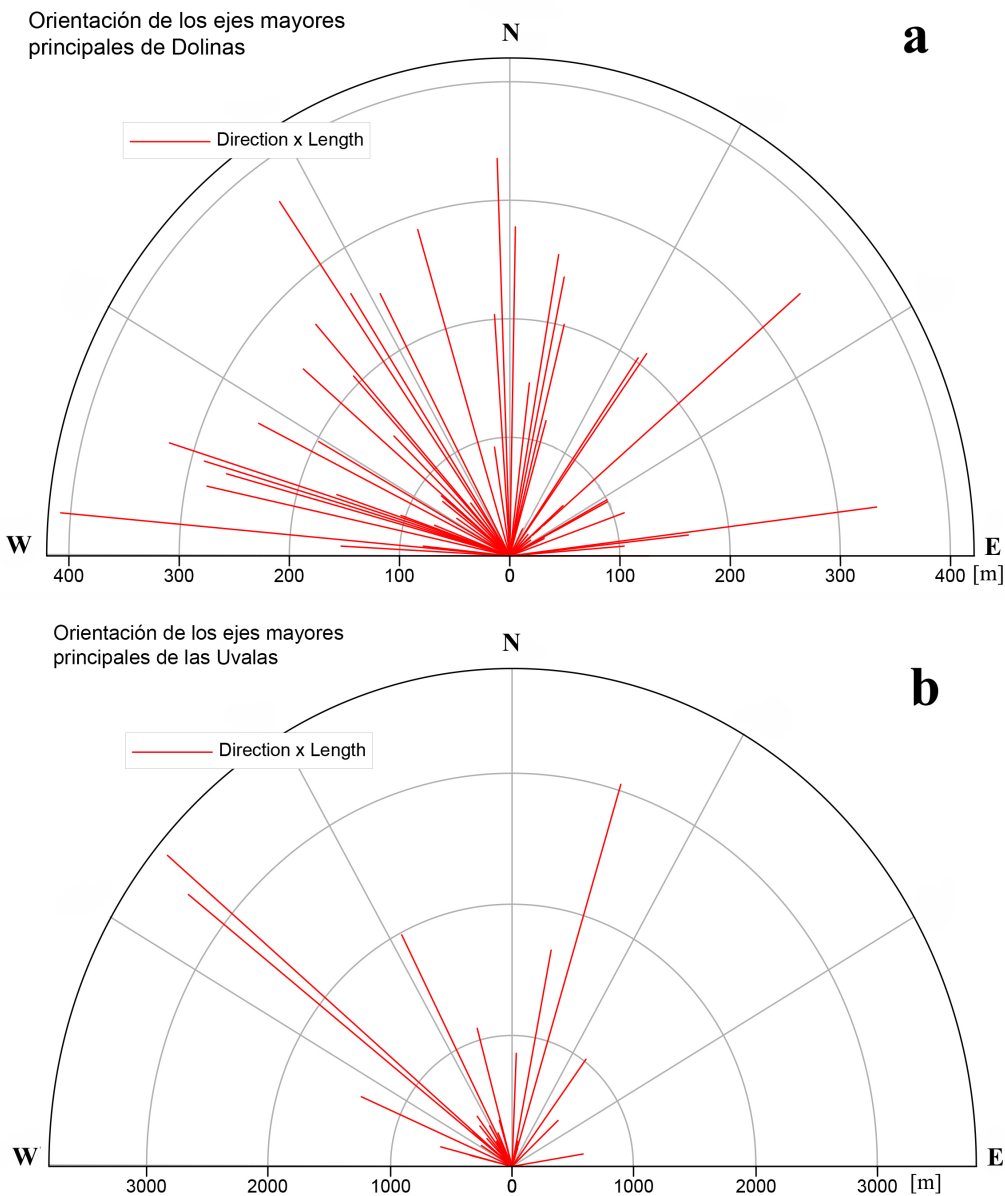 Orientación de los ejes mayores
principales de Dolinas
a
N
Direction x Length
W
E
400 300 200 100 0 100 200 300 400 [m]
Orientación de los ejes mayores
principales de las Uvalas
N
b
Direction x Length
W
E
3000 2000 1000 0 1000 2000 3000 [m]